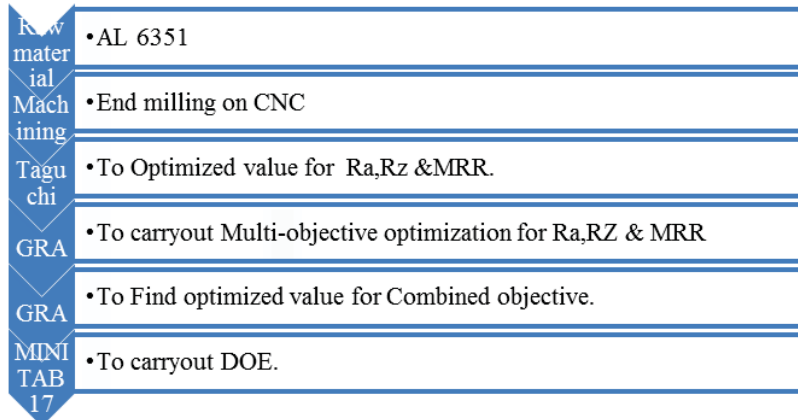 Raw
mater
ial
•AL 6351
Mach
ining
•End milling on CNC
Tagu
chi
•To Optimized value for Ra,Rz &MRR.
GRA
•To carryout Multi-objective optimization for Ra,RZ & MRR
GRA
•To Find optimized value for Combined objective.
MINI
TAB
17
•To carryout DOE.